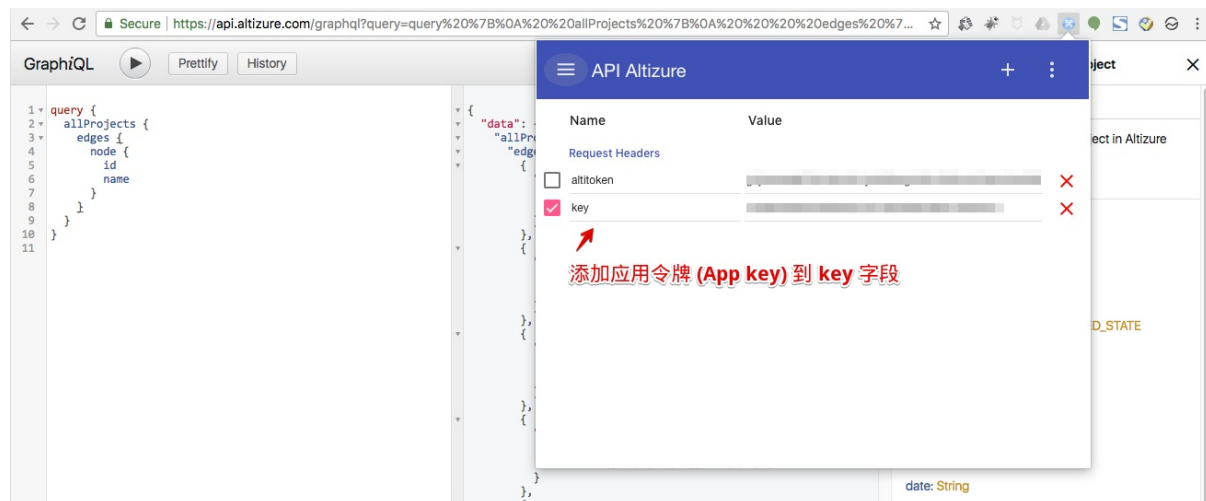 Secure | https://api.altizure.com/graphql?query=query%20%7B%0A%20%20allProjects%20%7B%0A%20%20%20%20edges%20%7...
GraphiQL
Prettify
History
1 query {
2 allProjects {
3 edges {
4 node {
5 id
6 name
7 }
8 }
9 }
10 }
11
{
"data":
{
},
{
},
{
},
{
}
},
API Altizure
Name Value
Request Headers
altitoken
key
添加应用令牌 (App key) 到 key 字段
ect in Altizure
D_STATE
date: String